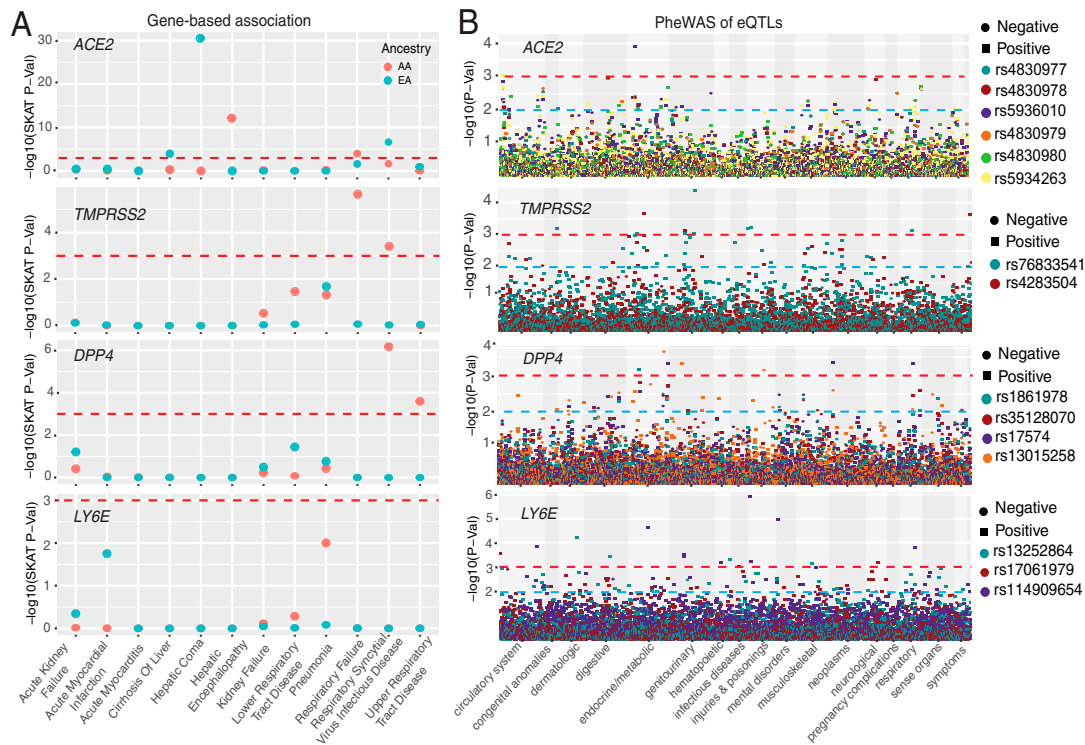 A
Gene-based association
ACE2
Ancestry
AA
EA
−log10(SKAT P−Val)
30
20
10
0
TMPRSS2
−log10(SKAT P−Val)
4
2
0
DPP4
−log10(SKAT P−Val)
6
4
2
0
LY6E
−log10(SKAT P−Val)
3
2
1
0
Acute Kidney
Failure
Acute Myocardial
Infarction
Acute Myocarditis
Cirrhosis Of Liver
Hepatic Coma
Hepatic
Encephalopathy
Kidney Failure
Lower Respiratory
Tract Disease
Pneumonia
Respiratory Failure
Respiratory Syncytial
Virus Infectious Disease
Upper Respiratory
Tract Disease
B
PheWAS of eQTLs
ACE2
−log10(P−Val)
4
3
2
1
Negative
Positive
rs4830977
rs4830978
rs5936010
rs4830979
rs4830980
rs5934263
TMPRSS2
−log10(P−Val)
4
3
2
1
Negative
Positive
rs76833541
rs4283504
DPP4
−log10(P−Val)
4
3
2
1
Negative
Positive
rs1861978
rs35128070
rs17574
rs13015258
LY6E
−log10(P−Val)
6
5
4
3
2
Negative
Positive
rs13252864
rs17061979
rs114909654
circulatory system
congenital anomalies
dermatologic
digestive
endocrine/metabolic
genitourinary
hematopoietic
infectious diseases
injuries & poisonings
mental disorders
musculoskeletal
neoplasms
neurological
pregnancy complications
respiratory
sense organs
symptoms